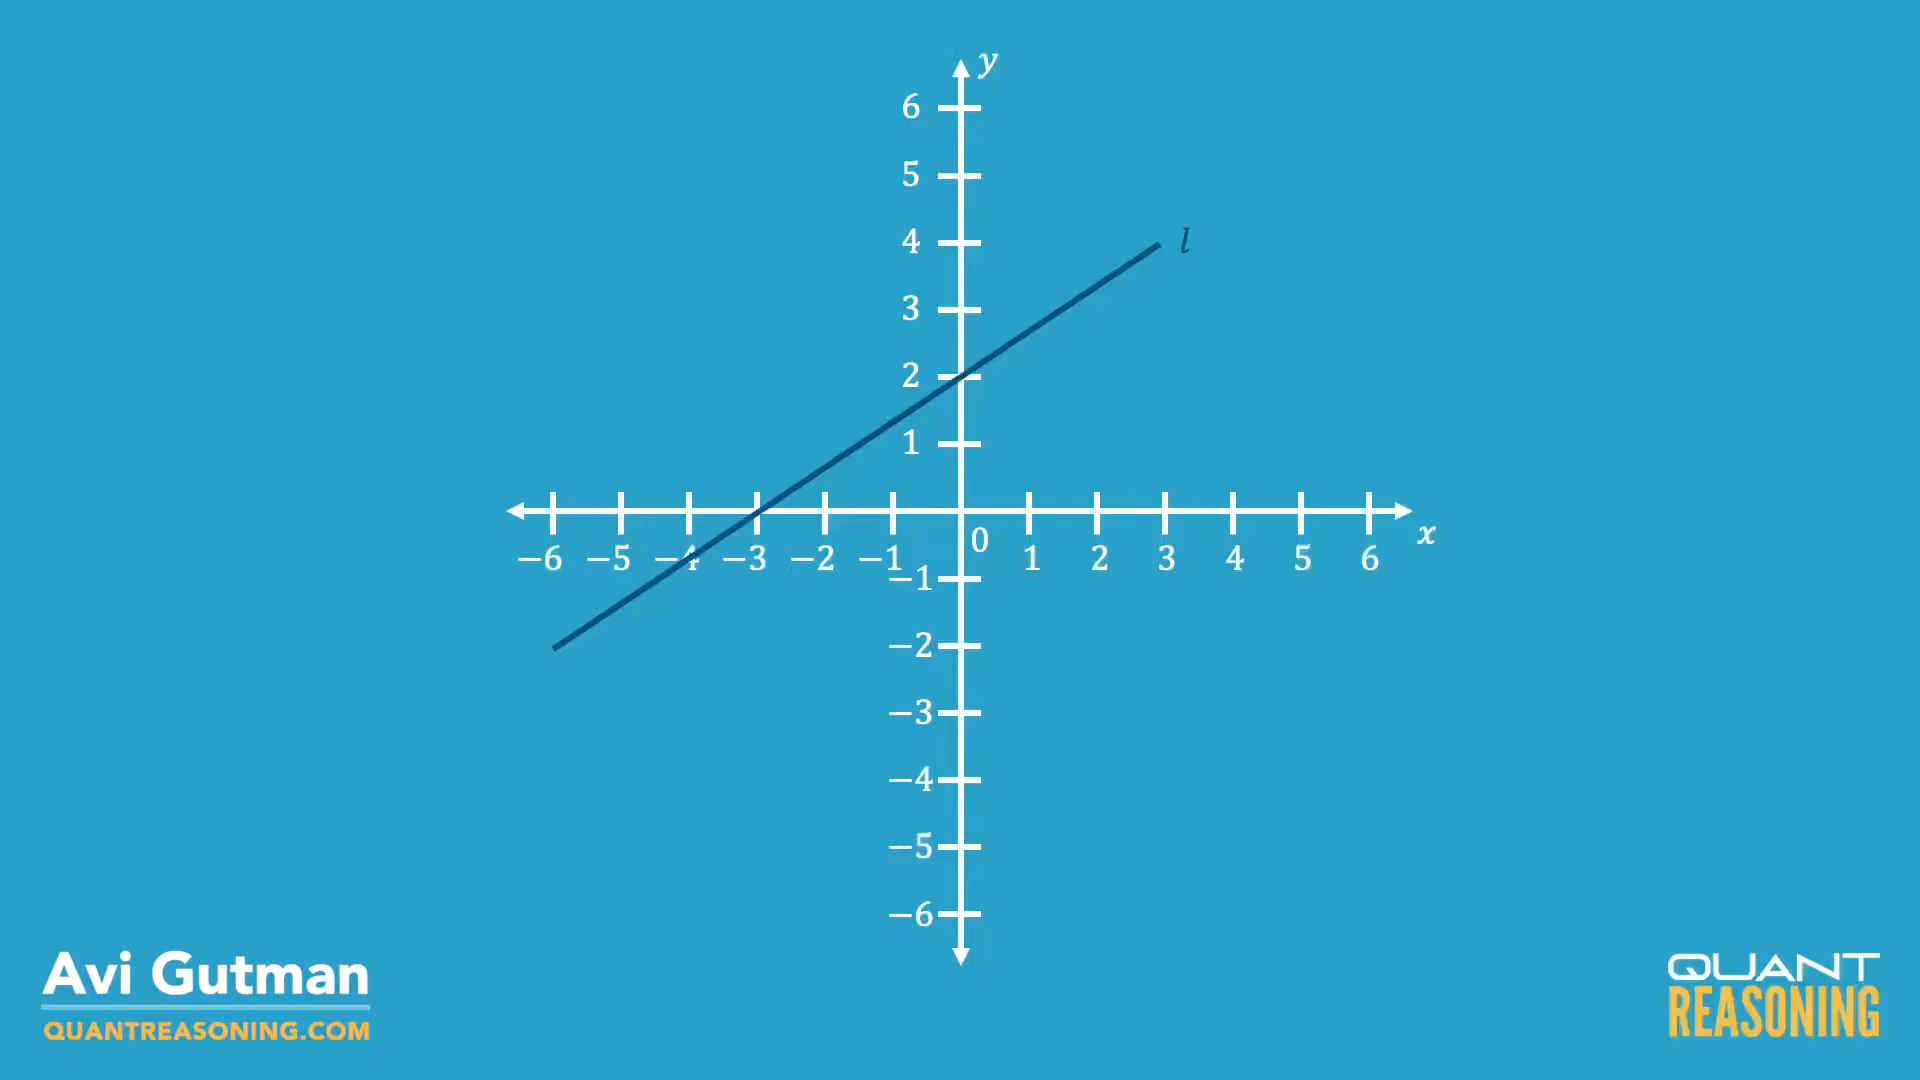 y
6
5
4
l
3
2
1
0
x
−6 −5 −4 −3 −2 −1 1 2 3 4 5 6
−1
−2
−3
−4
−5
−6
Avi Gutman
QUANTREASONING.COM
QUANT
REASONING